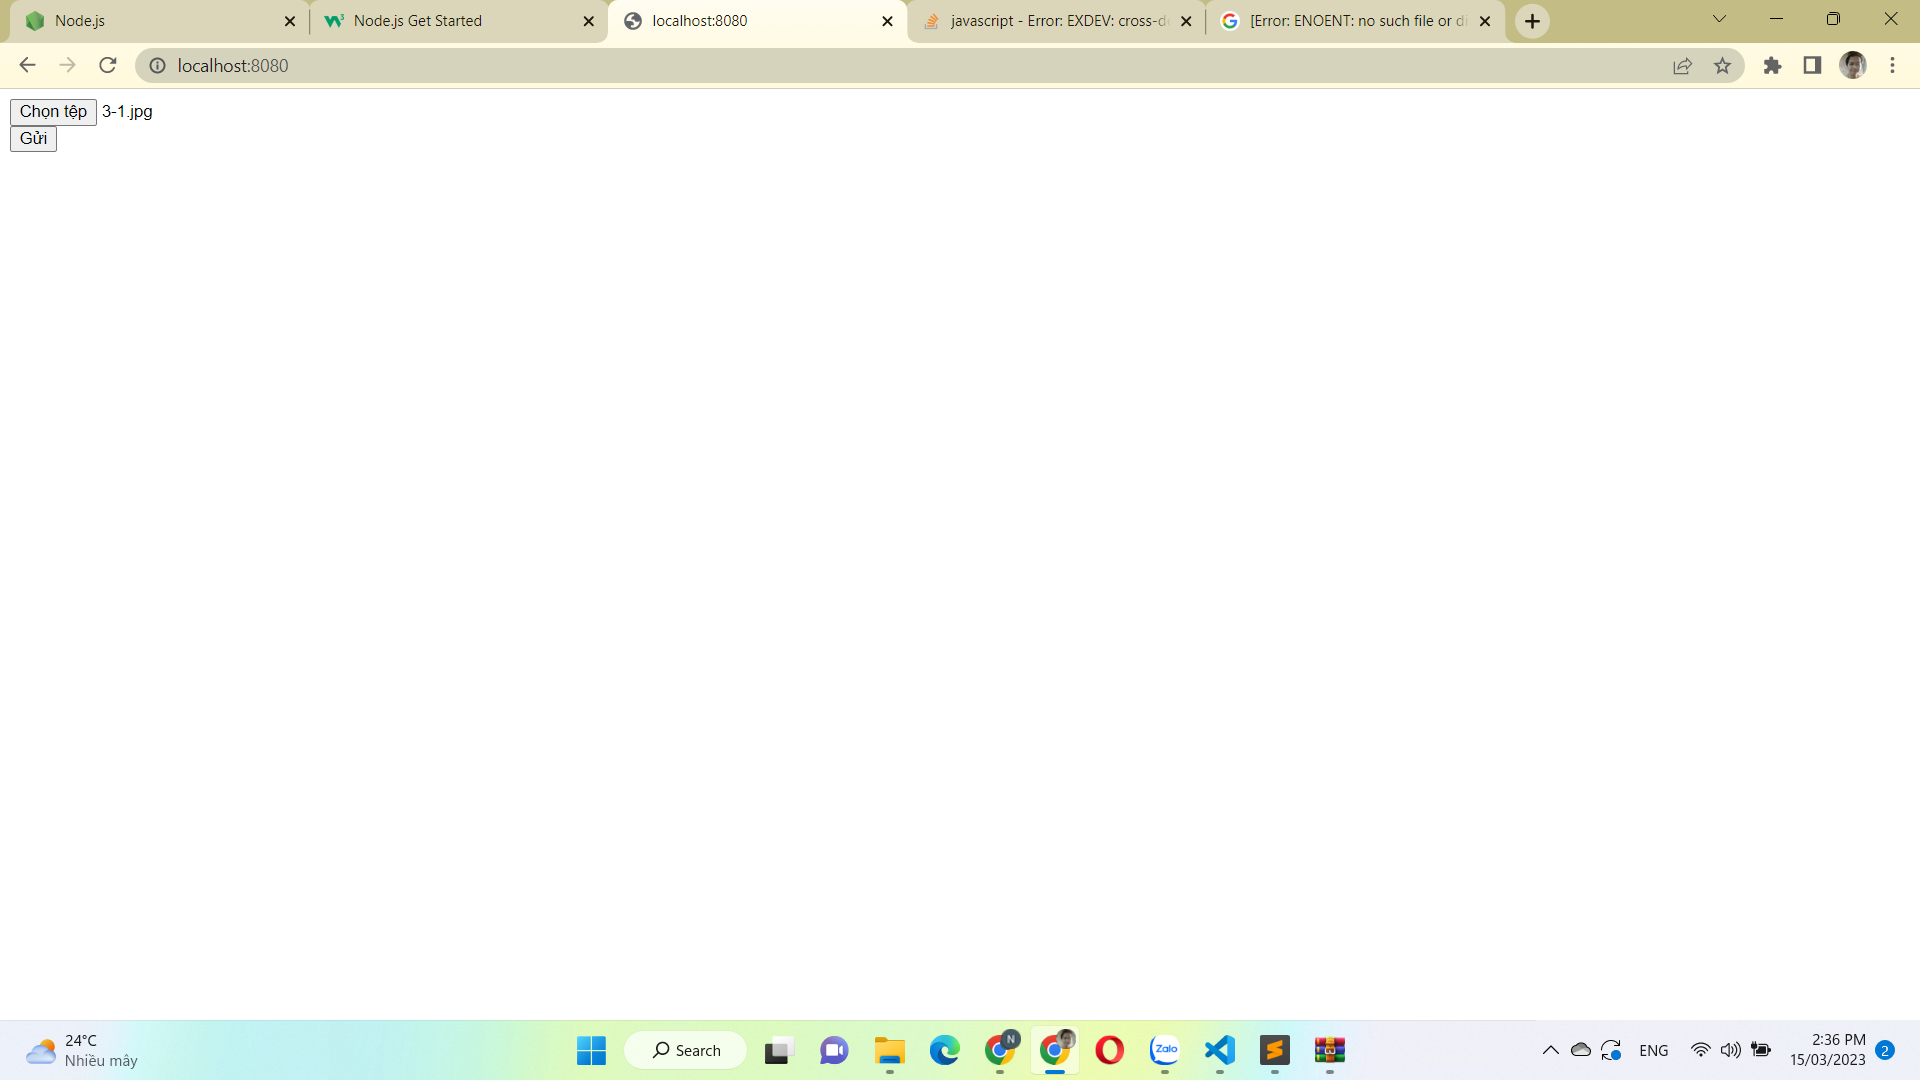 Node.js
Node.js Get Started
localhost:8080
javascript - Error: EXDEV: cross-de
[Error: ENOENT: no such file or di
localhost:8080
Chọn tệp 3-1.jpg
Gửi
24°C
Nhiều mây
Search
N
Zalo
ENG
2:36 PM
15/03/2023
2